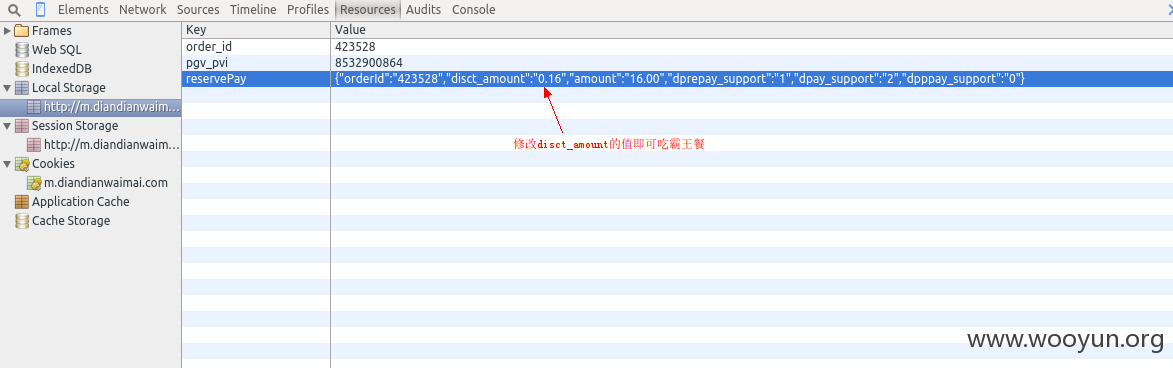 Elements Network Sources Timeline Profiles Resources Audits Console
Frames
Web SQL
IndexedDB
Local Storage
http://m.diandianwaim...
Session Storage
http://m.diandianwaim...
Cookies
m.diandianwaimai.com
Application Cache
Cache Storage
Key Value
order_id 423528
pgv_pvi 8532900864
reservePay {"orderId":"423528","disct_amount":"0.16","amount":"16.00","dprepay_support":"1","dpay_support":"2","dpppay_support":"0"}
修改disct_amount的值即可吃霸王餐
www.wooyun.org